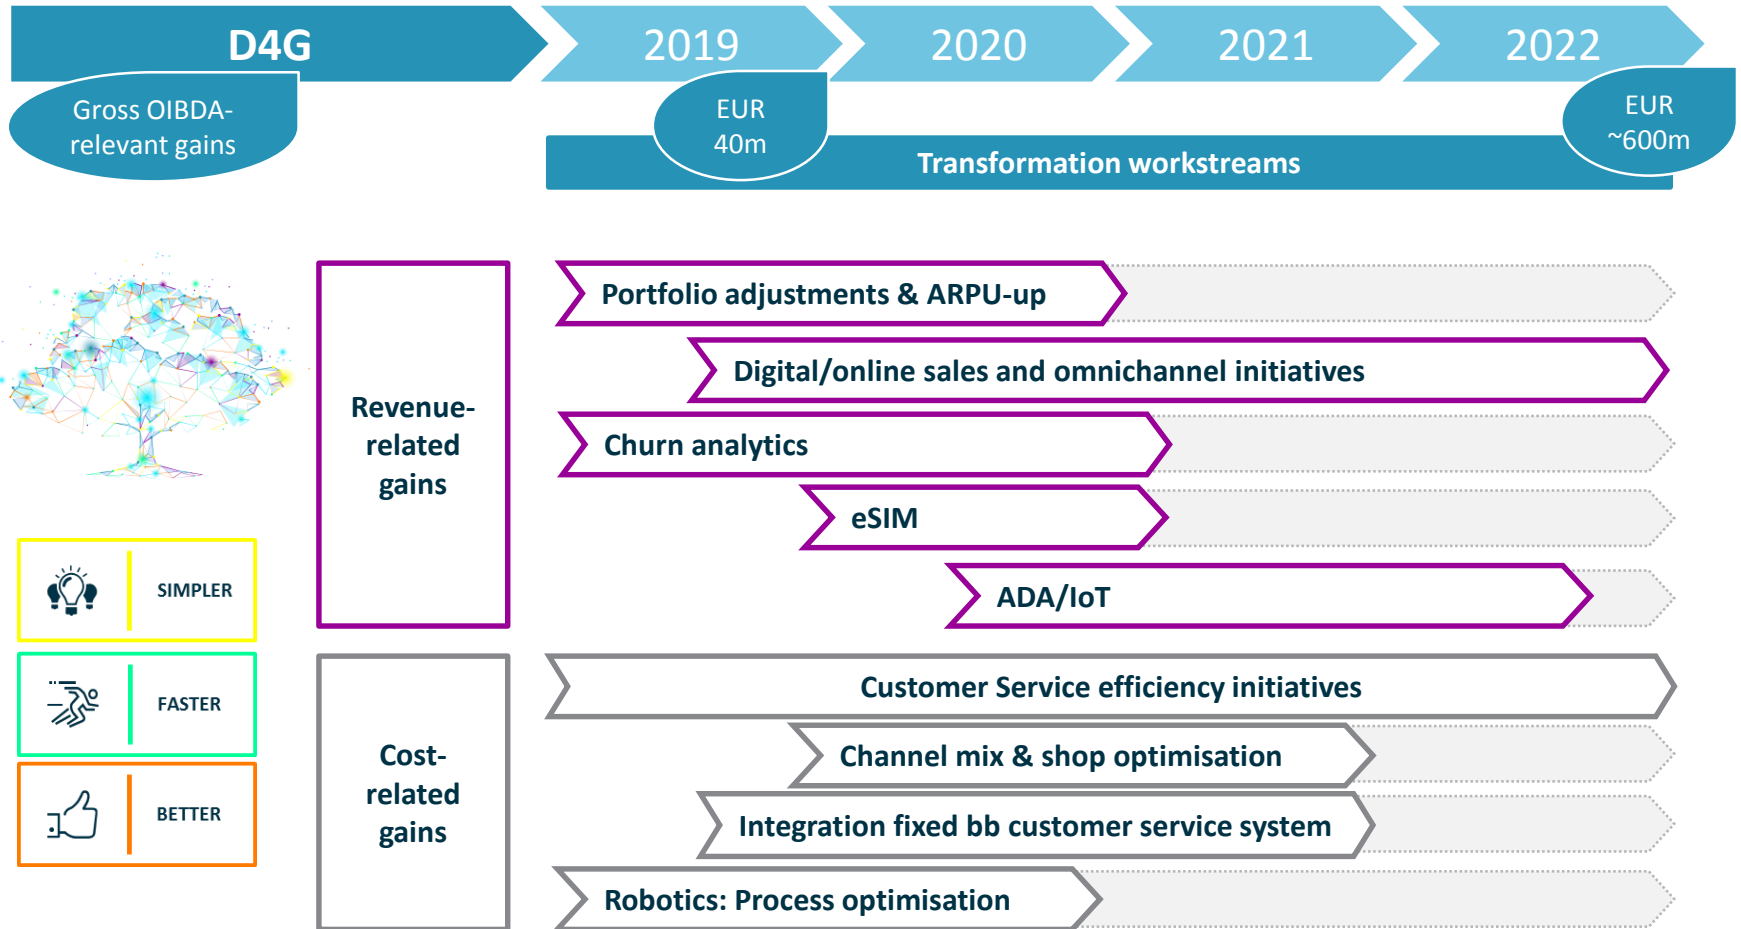 D4G
2019
2020
2021
2022
Gross OIBDA-
relevant gains
EUR
40m
EUR
~600m
Transformation workstreams
Revenue-
related
gains
Portfolio adjustments & ARPU-up
Digital/online sales and omnichannel initiatives
Churn analytics
eSIM
ADA/IoT
SIMPLER
FASTER
BETTER
Cost-
related
gains
Customer Service efficiency initiatives
Channel mix & shop optimisation
Integration fixed bb customer service system
Robotics: Process optimisation